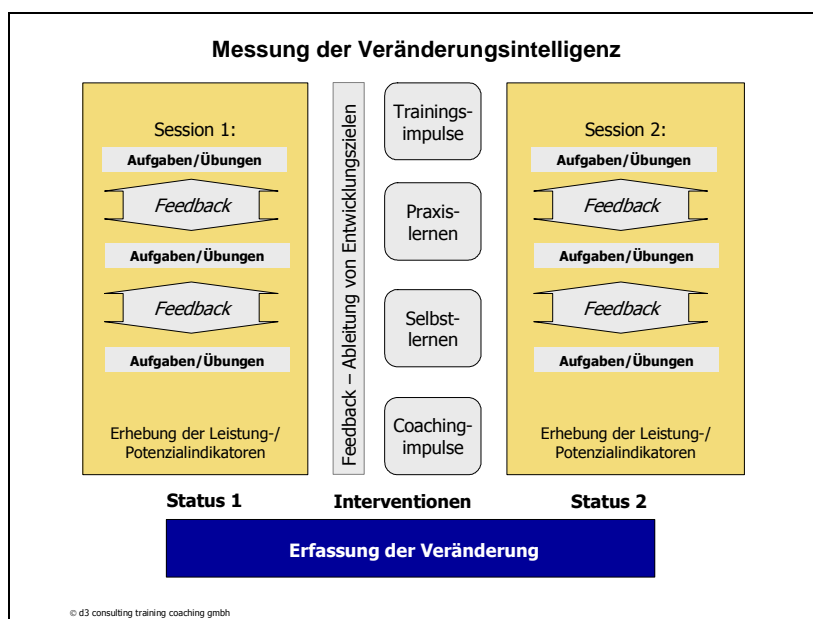 Messung der Veränderungsintelligenz
Session 1:
Aufgaben/Übungen
Feedback
Aufgaben/Übungen
Feedback
Aufgaben/Übungen
Erhebung der Leistung-/
Potenzialindikatoren
Status 1
Feedback – Ableitung von Entwicklungszielen
Trainings-
impulse
Praxis-
lernen
Selbst-
lernen
Coaching-
impulse
Interventionen
Session 2:
Aufgaben/Übungen
Feedback
Aufgaben/Übungen
Feedback
Aufgaben/Übungen
Erhebung der Leistung-/
Potenzialindikatoren
Status 2
Erfassung der Veränderung
© d3 consulting training coaching gmbh